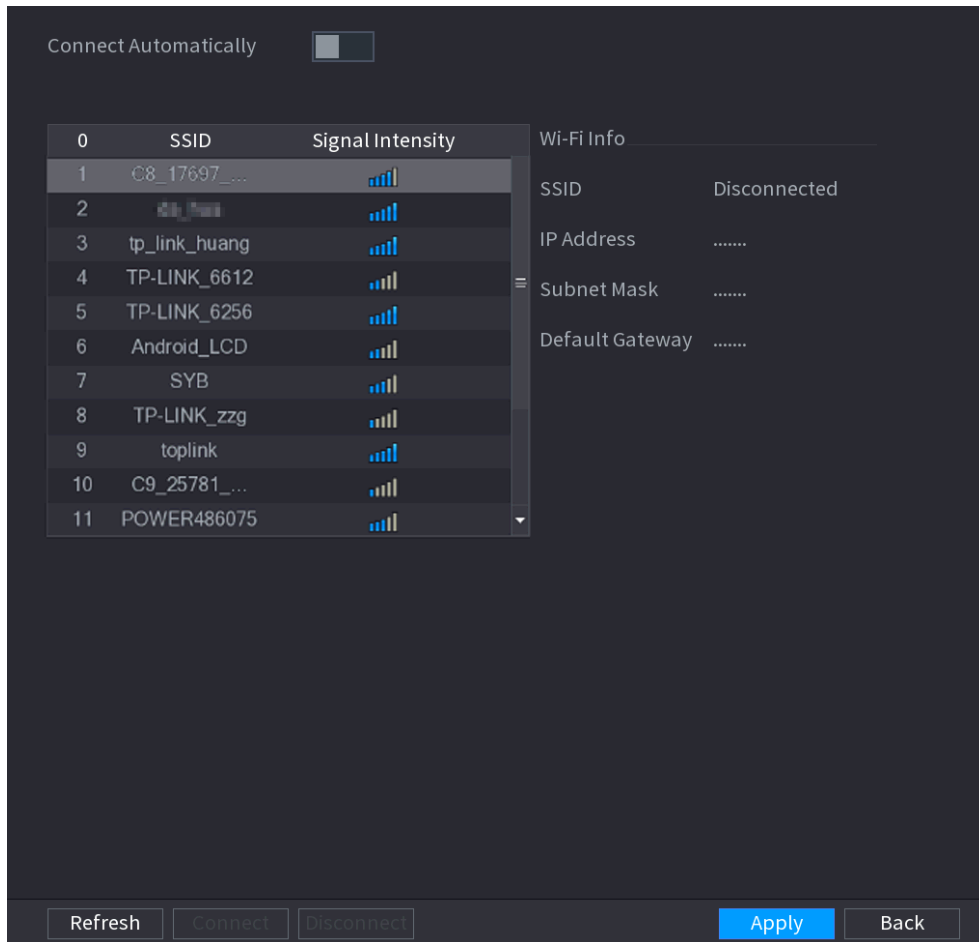 Connect Automatically
0 SSID Signal Intensity
1 C8_17697_...
2
3 tp_link_huang
4 TP-LINK_6612
5 TP-LINK_6256
6 Android_LCD
7 SYB
8 TP-LINK_zzg
9 toplink
10 C9_25781_...
11 POWER486075
Wi-Fi Info
SSID Disconnected
IP Address .......
Subnet Mask .......
Default Gateway .......
Refresh Connect Disconnect Apply Back